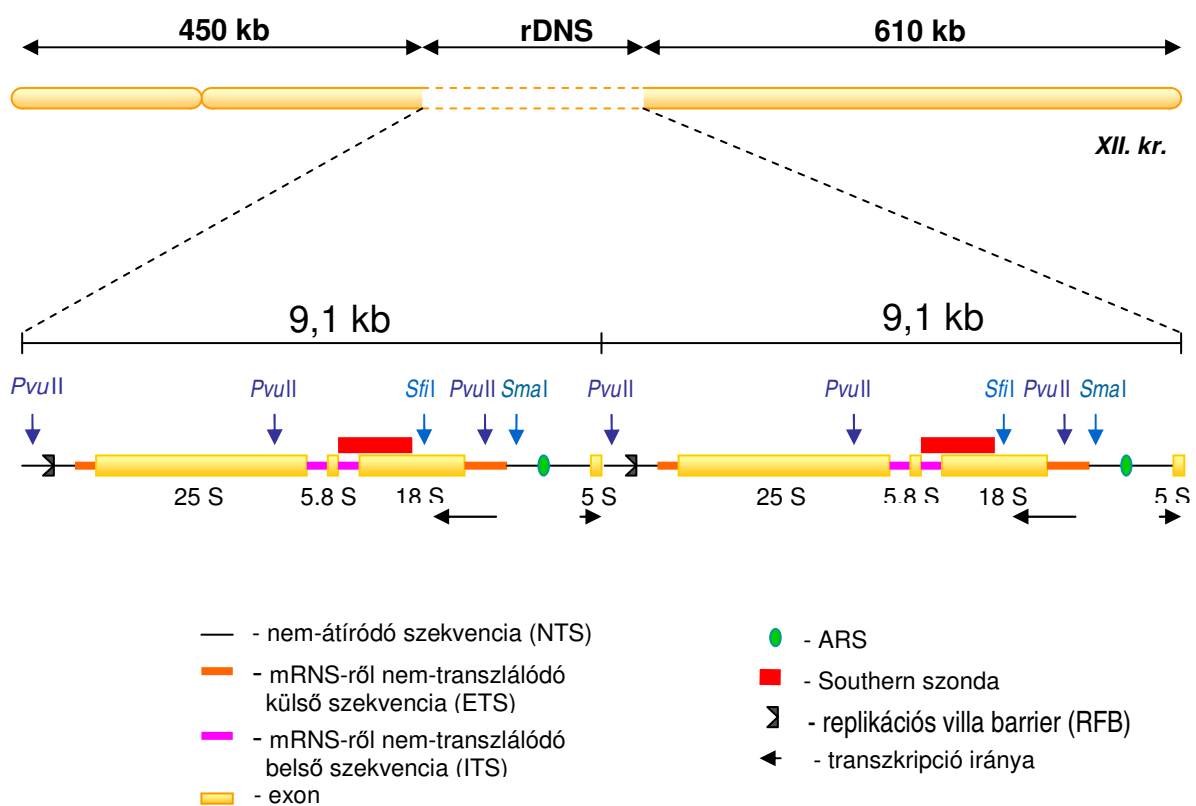 450 kb rDNS 610 kb
XII. kr.
9,1 kb 9,1 kb
PvuII PvuII SfiI PvuII SmaI PvuII PvuII SfiI PvuII SmaI
25 S 5.8 S 18 S 5 S 25 S 5.8 S 18 S 5 S
- nem-átíródó szekvencia (NTS)
- mRNS-ről nem-transzlálódó
külső szekvencia (ETS)
- mRNS-ről nem-transzlálódó
belső szekvencia (ITS)
- exon
- ARS
- Southern szonda
- replikációs villa barrier (RFB)
- transzkripció iránya